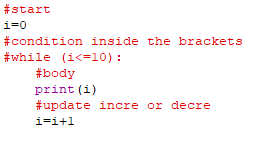 #start
i=0
#condition inside the brackets
#while (i<=10):
    #body
    print(i)
    #update incre or decre
    i=i+1